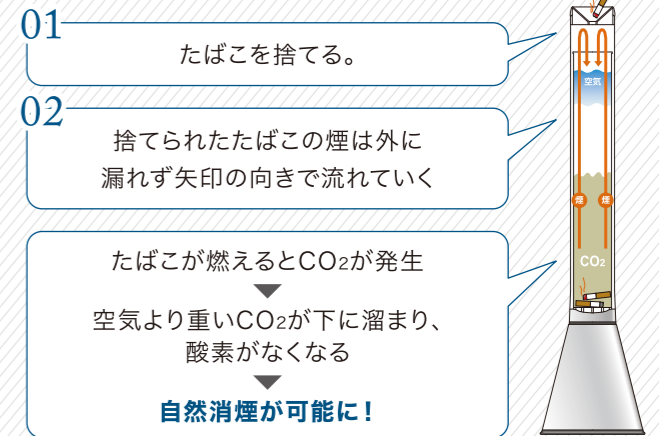 01
たばこを捨てる。
02
捨てられたたばこの煙は外に
漏れず矢印の向きで流れていく
たばこが燃えるとCO2が発生
空気より重いCO2が下に溜まり、
酸素がなくなる
自然消煙が可能に!
空気
煙 煙
CO2